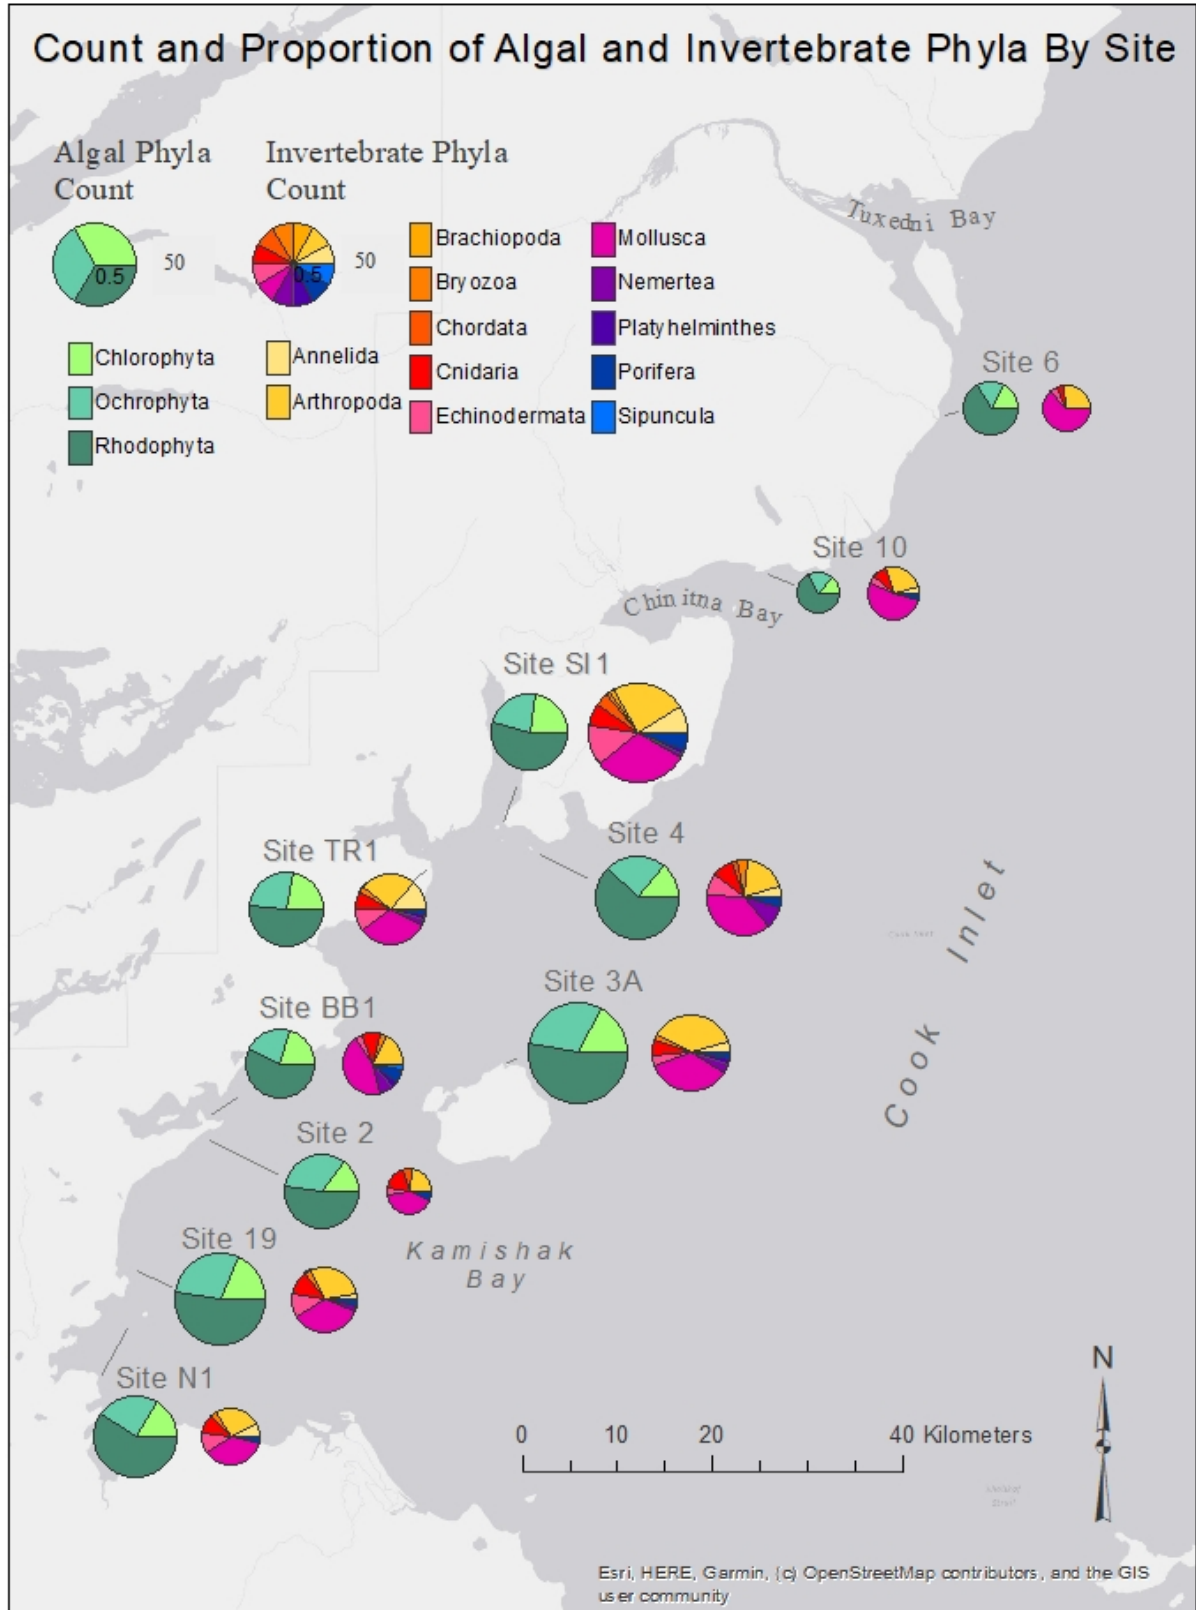 Count and Proportion of Algal and Invertebrate Phyla By Site
Algal Phyla
Count
Invertebrate Phyla
Count
0.5
50
0.5
50
Chlorophyta
Ochrophyta
Rhodophyta
Annelida
Arthropoda
Brachiopoda
Bryozoa
Chordata
Cnidaria
Echinodermata
Mollusca
Nemertea
Platyhelminthes
Porifera
Sipuncula
Tuxedni Bay
Site 6
Site 10
Chinitna Bay
Site SI1
Site 4
Site TR1
Cook Inlet
Site 3A
Site BB1
Site 2
Site 19
Kamishak
Bay
Site N1
N
0 10 20 40 Kilometers
Esri, HERE, Garmin, (c) OpenStreetMap contributors, and the GIS
user community